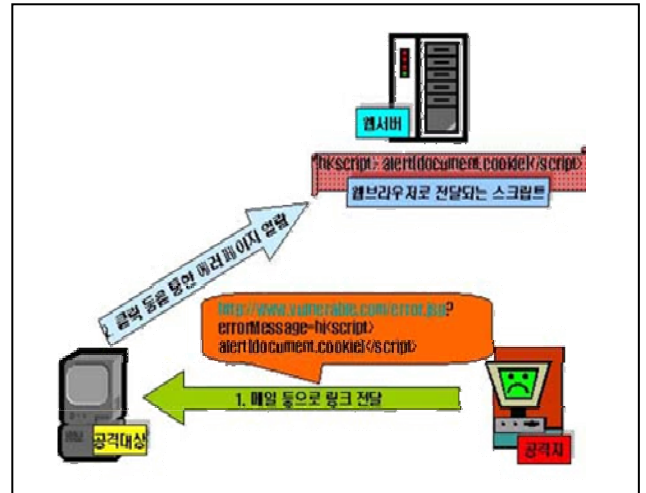 웹서버
hi<script> alert(document.cookie)</script>
웹브라우저로 전달되는 스크립트
2. 클릭 등을 통한 에러페이지 열람
http://www.vulnerable.com/error.jsp?
errorMessage=hi<script>
alert(document.cookie)</script>
1. 메일 등으로 링크 전달
공격대상
공격자